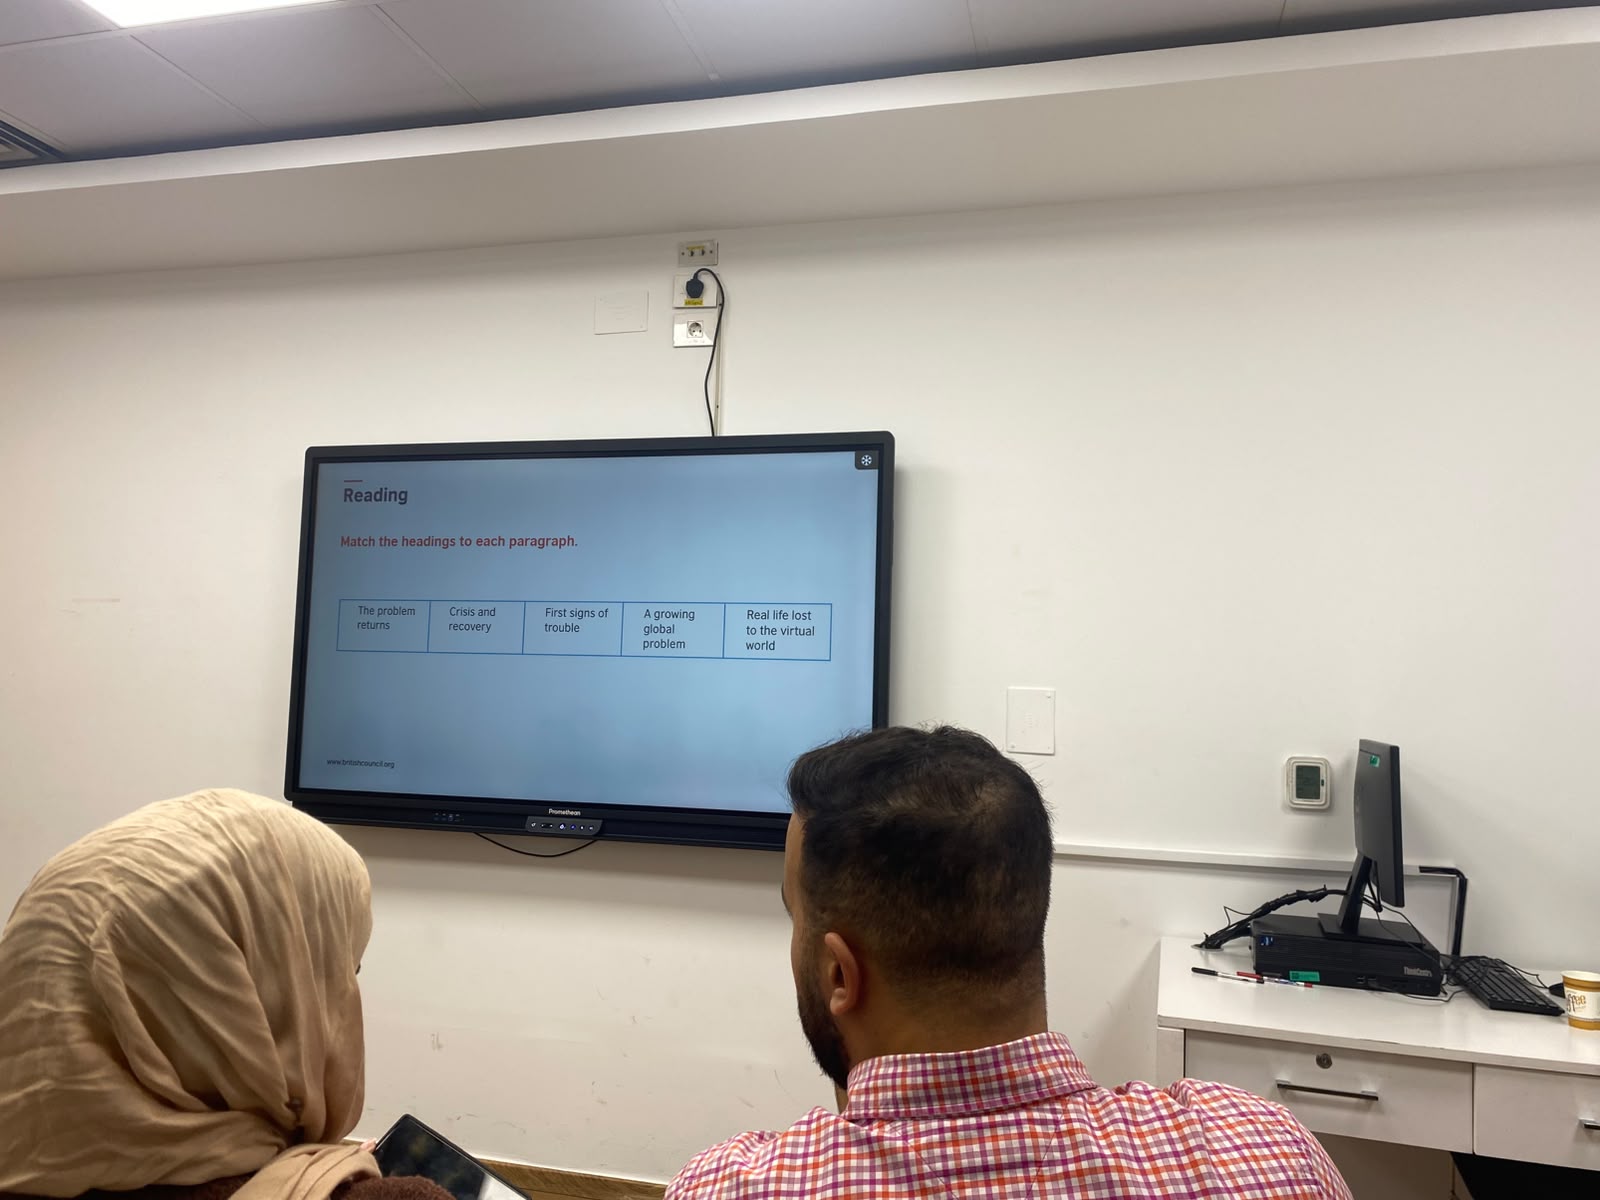 Reading
Match the headings to each paragraph.
The problem
returns
Crisis and
recovery
First signs of
trouble
A growing
global
problem
Real life lost
to the virtual
world
www.britishcouncil.org
Promethean
ThinkCentre